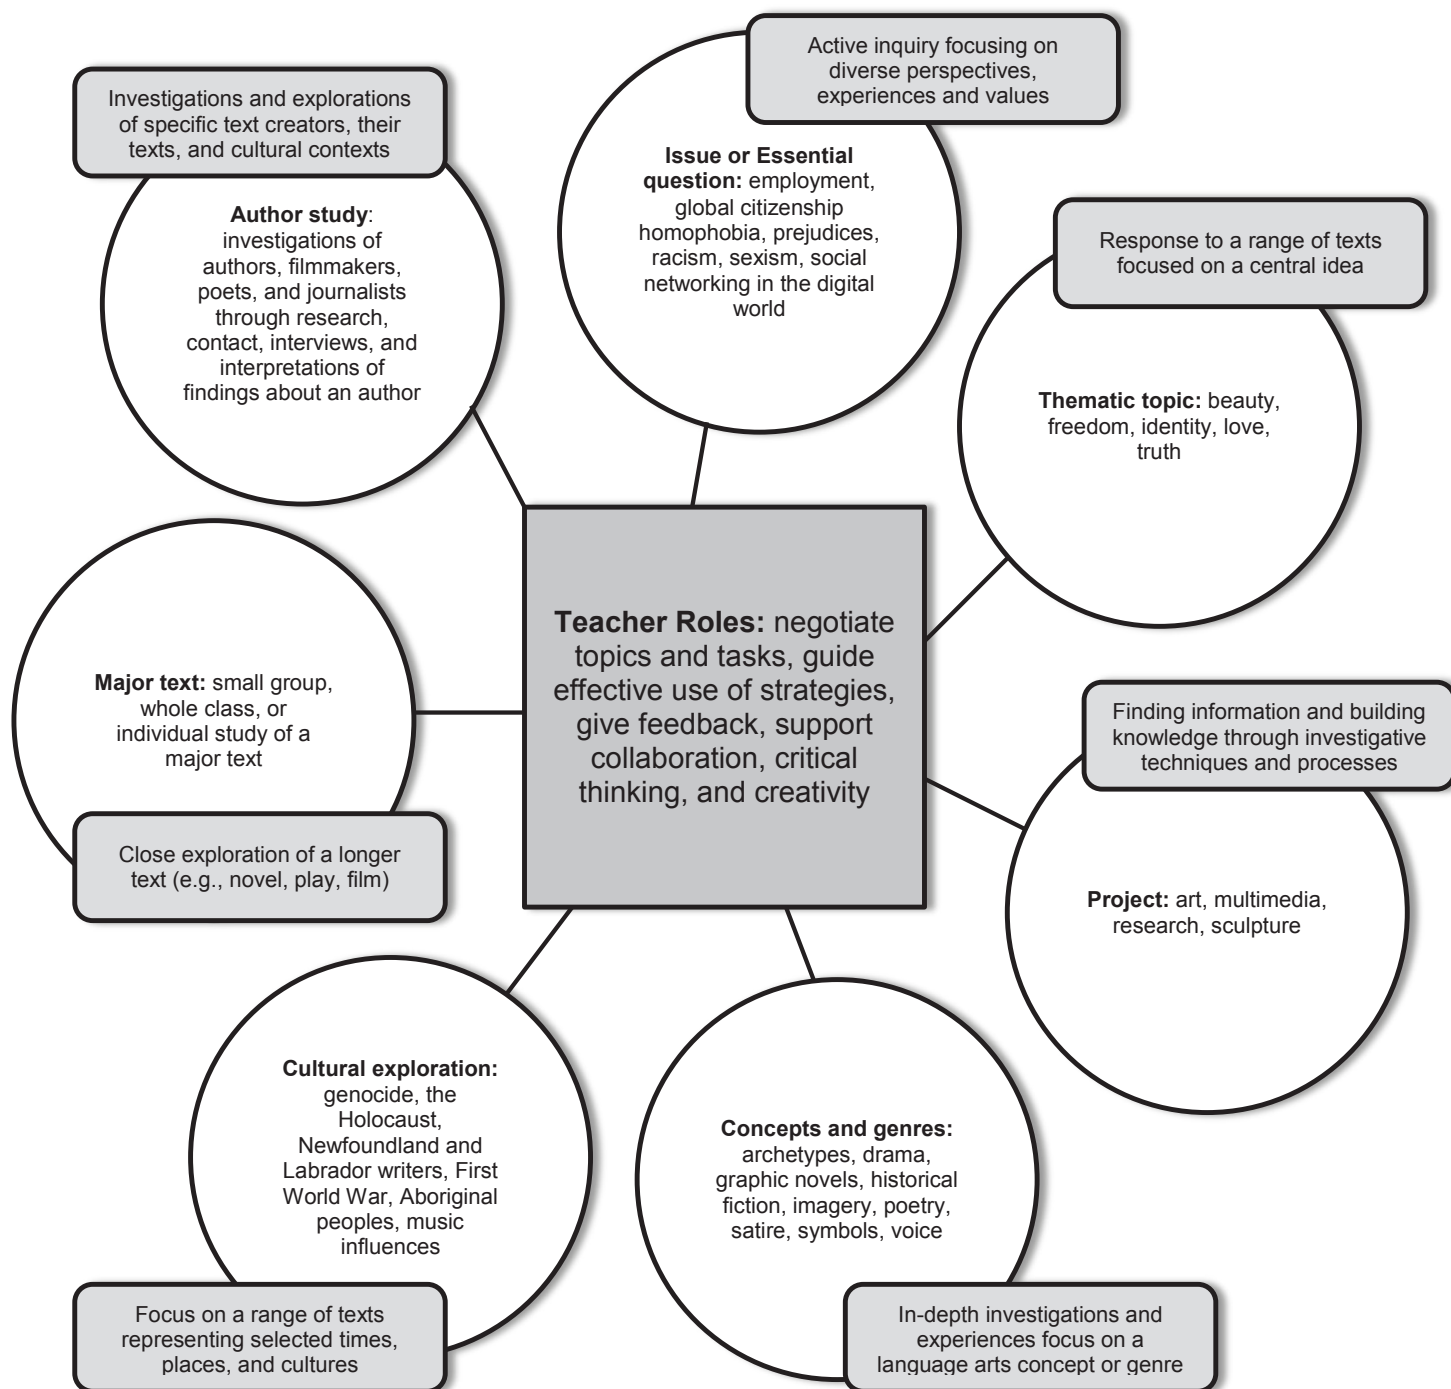 Investigations and explorations
of specific text creators, their
texts, and cultural contexts
Author study:
investigations of
authors, filmmakers,
poets, and journalists
through research,
contact, interviews, and
interpretations of
findings about an author
Active inquiry focusing on
diverse perspectives,
experiences and values
Issue or Essential
question: employment,
global citizenship
homophobia, prejudices,
racism, sexism, social
networking in the digital
world
Response to a range of texts
focused on a central idea
Thematic topic: beauty,
freedom, identity, love,
truth
Teacher Roles: negotiate
topics and tasks, guide
effective use of strategies,
give feedback, support
collaboration, critical
thinking, and creativity
Major text: small group,
whole class, or
individual study of a
major text
Close exploration of a longer
text (e.g., novel, play, film)
Finding information and building
knowledge through investigative
techniques and processes
Project: art, multimedia,
research, sculpture
Cultural exploration:
genocide, the
Holocaust,
Newfoundland and
Labrador writers, First
World War, Aboriginal
peoples, music
influences
Focus on a range of texts
representing selected times,
places, and cultures
Concepts and genres:
archetypes, drama,
graphic novels, historical
fiction, imagery, poetry,
satire, symbols, voice
In-depth investigations and
experiences focus on a
language arts concept or genre